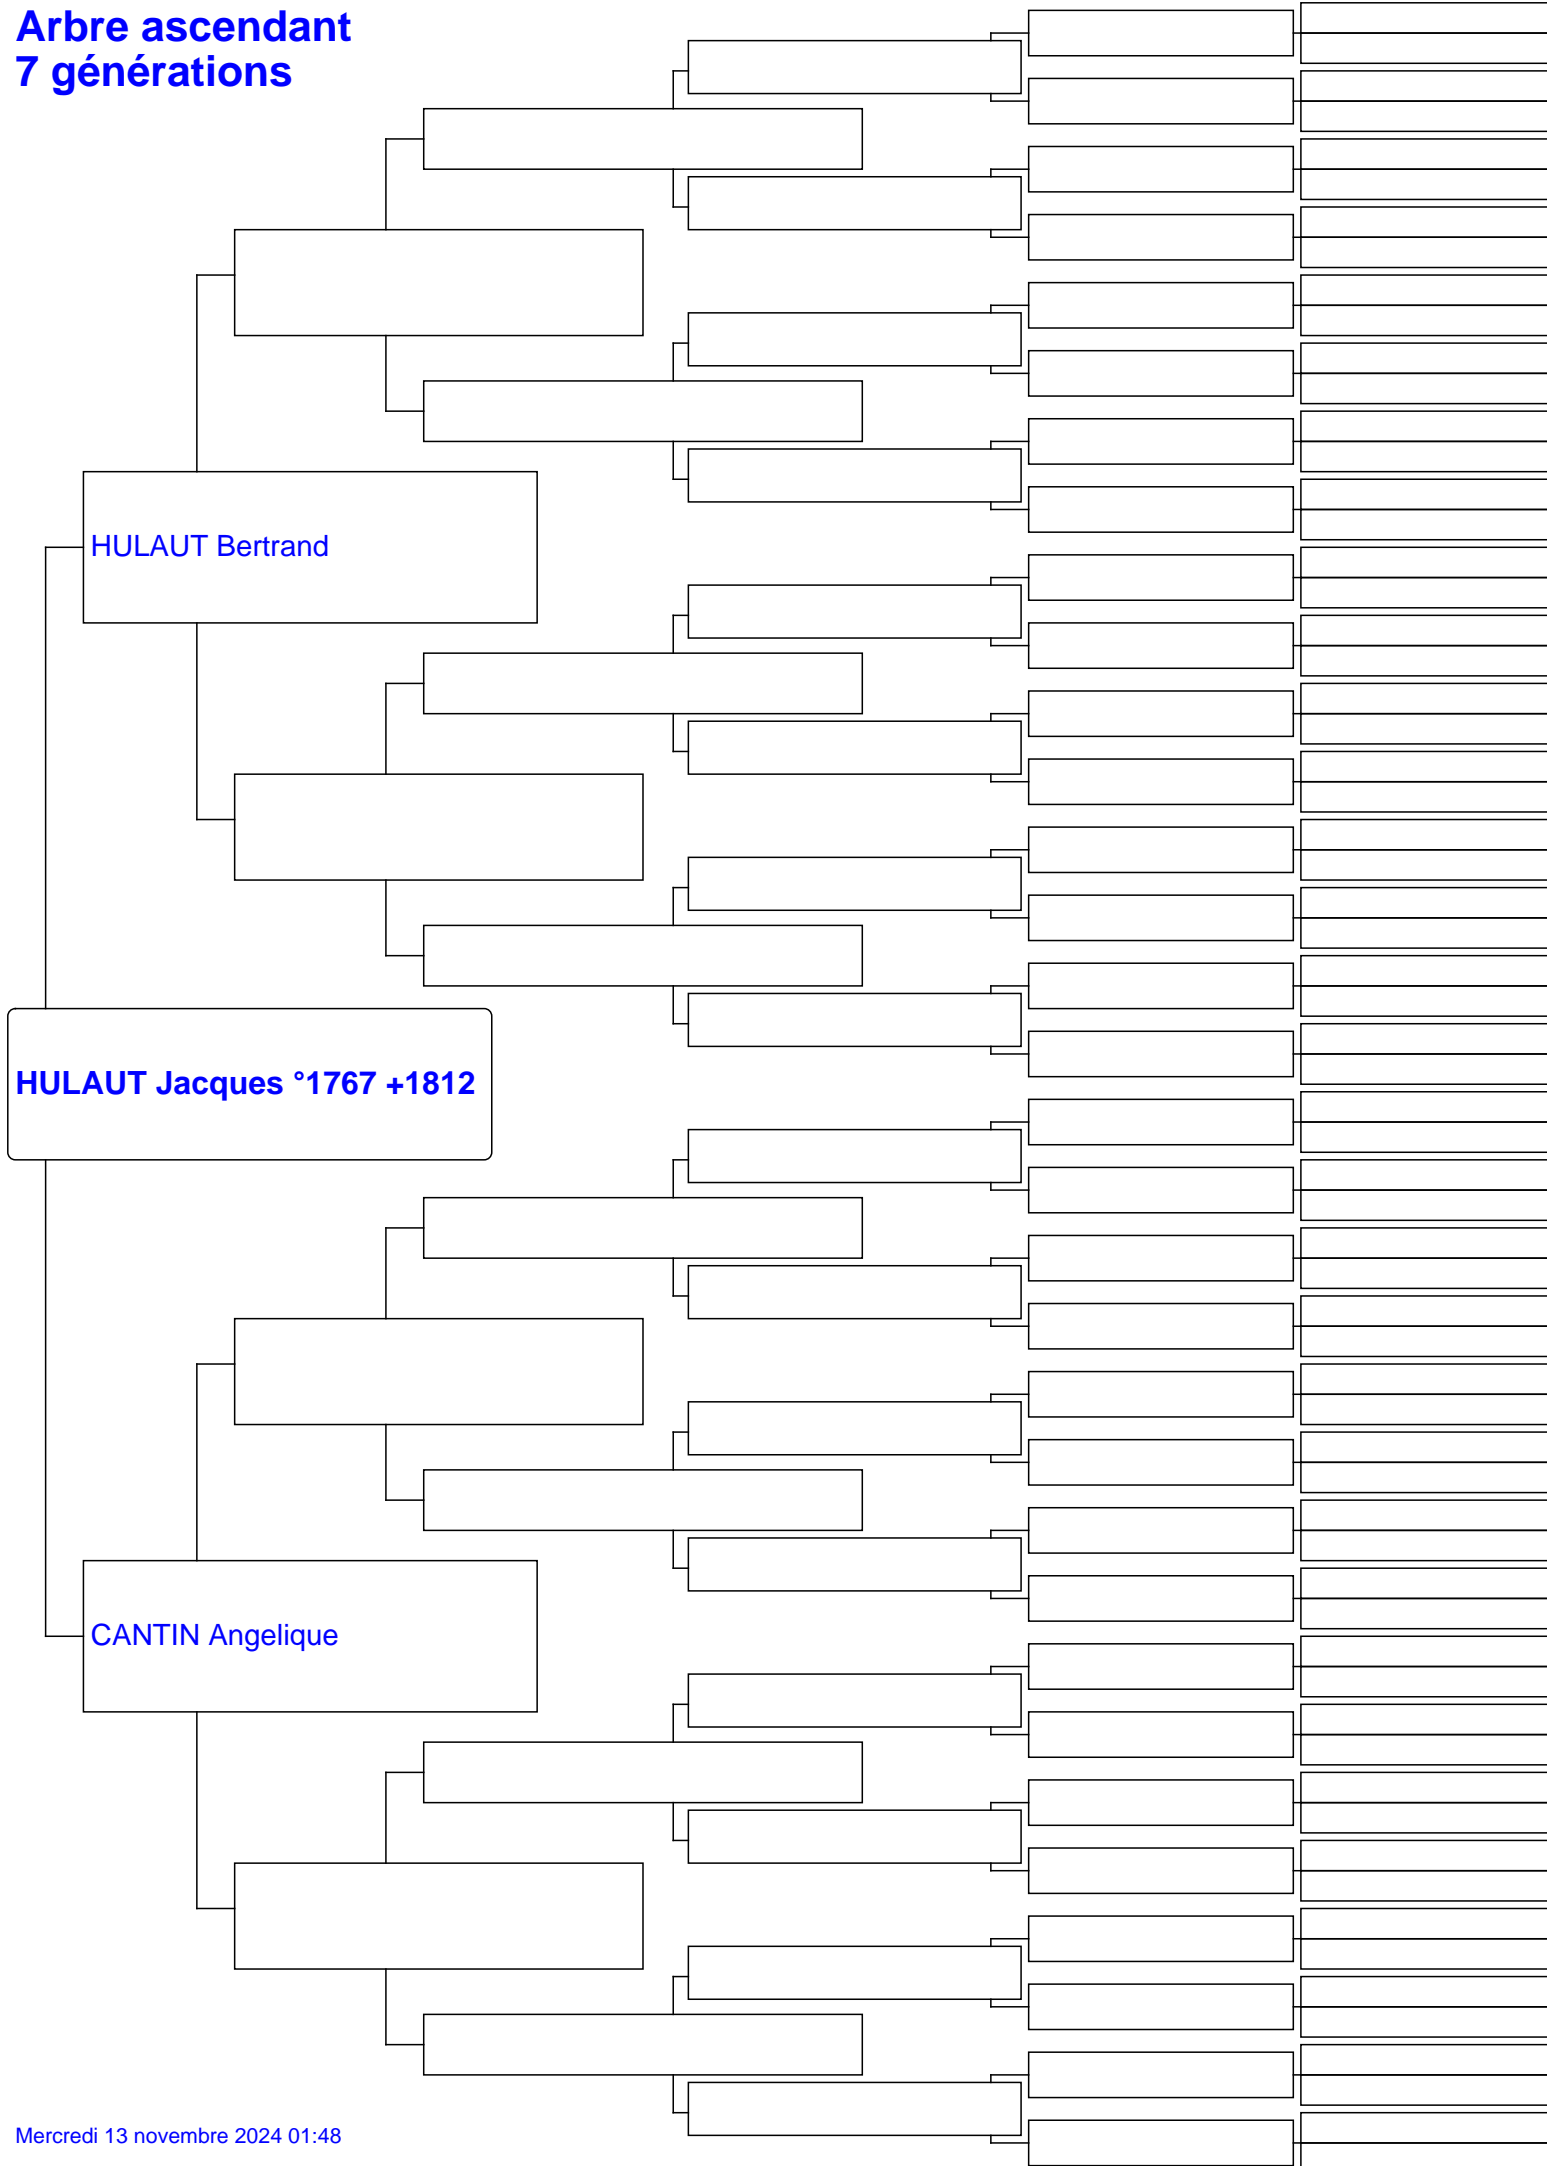 Arbre ascendant
7 générations
HULAUT Bertrand
HULAUT Jacques °1767 +1812
CANTIN Angelique
Mercredi 13 novembre 2024 01:48